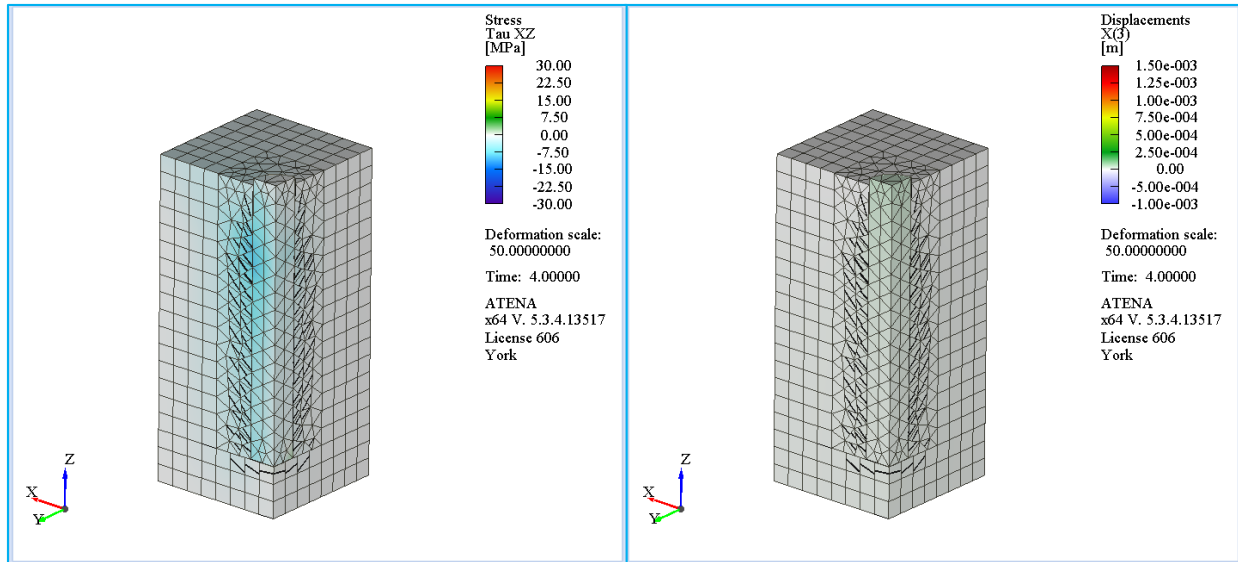 Stress
Tau XZ
[MPa]
30.00
22.50
15.00
7.50
0.00
-7.50
-15.00
-22.50
-30.00
Deformation scale:
50.00000000
Time: 4.00000
ATENA
x64 V. 5.3.4.13517
License 606
York
Z
X
Y
Displacements
X(3)
[m]
1.50e-003
1.25e-003
1.00e-003
7.50e-004
5.00e-004
2.50e-004
0.00
-5.00e-004
-1.00e-003
Deformation scale:
50.00000000
Time: 4.00000
ATENA
x64 V. 5.3.4.13517
License 606
York
Z
X
Y